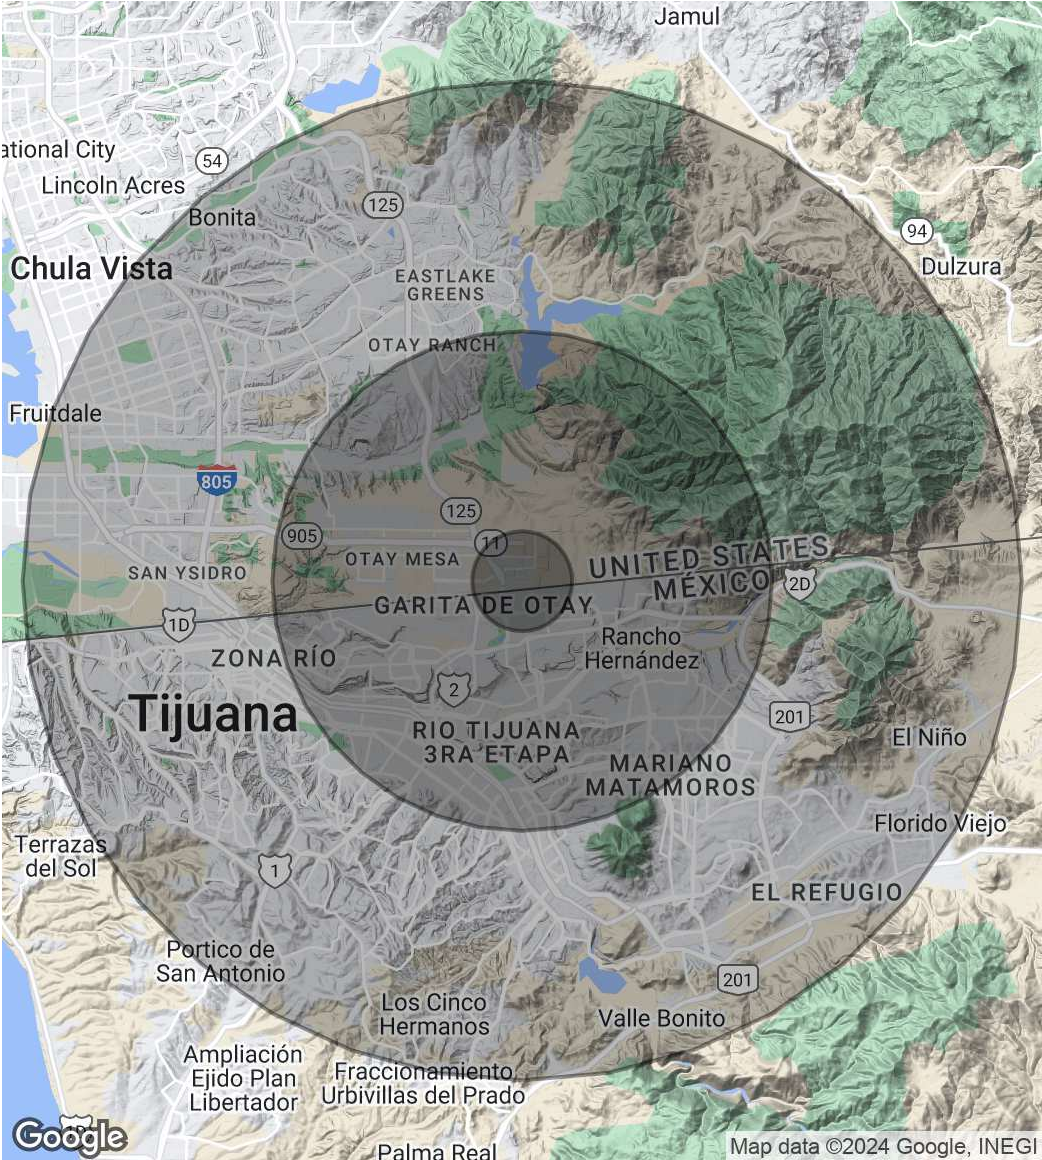 Jamul
ational City
54
Lincoln Acres
125
Bonita
94
Chula Vista
EASTLAKE
GREENS
Dulzura
OTAY RANCH
Fruitdale
805
125
905
11
OTAY MESA
UNITED STATES
MÉXICO
SAN YSIDRO
2D
GARITA DE OTAY
1D
Rancho
Hernández
ZONA RÍO
2
Tijuana
201
RIO TIJUANA
3RA ETAPA
El Niño
MARIANO
MATAMOROS
Florido Viejo
Terrazas
del Sol
1
EL REFUGIO
Portico de
San Antonio
201
Los Cinco
Hermanos
Valle Bonito
Ampliación
Ejido Plan
Libertador
Fraccionamiento
Urbivillas del Prado
Google
Palma Real
Map data ©2024 Google, INEGI